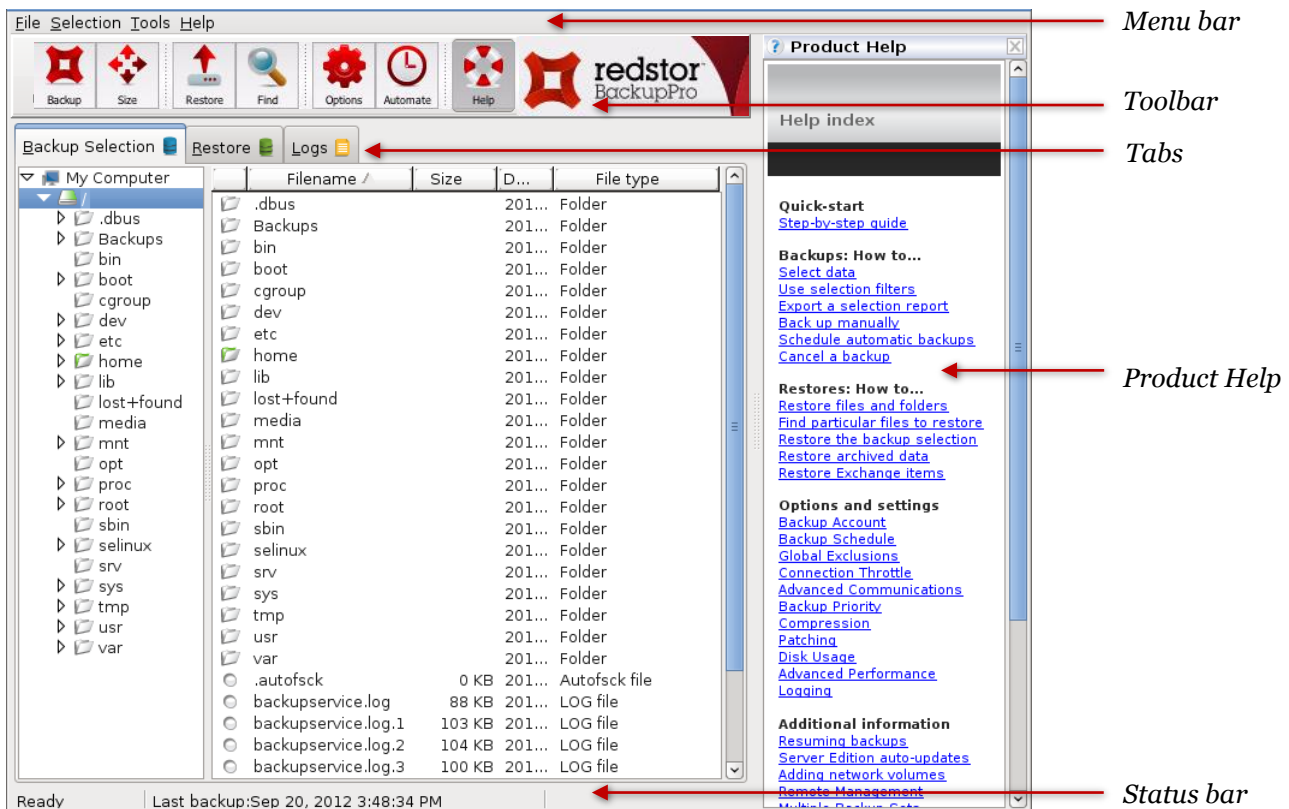 File Selection Tools Help
Menu bar
Backup Size Restore Find Options Automate Help
redstor
BackupPro
Toolbar
Backup Selection Restore Logs
Tabs
My Computer
/
.dbus
Backups
bin
boot
cgroup
dev
etc
home
lib
lost+found
media
mnt
opt
proc
root
sbin
selinux
srv
sys
tmp
usr
var
Filename Size D... File type
.dbus 201... Folder
Backups 201... Folder
bin 201... Folder
boot 201... Folder
cgroup 201... Folder
dev 201... Folder
etc 201... Folder
home 201... Folder
lib 201... Folder
lost+found 201... Folder
media 201... Folder
mnt 201... Folder
opt 201... Folder
proc 201... Folder
root 201... Folder
sbin 201... Folder
selinux 201... Folder
srv 201... Folder
sys 201... Folder
tmp 201... Folder
usr 201... Folder
var 201... Folder
.autofsck 0 KB 201... Autofsck file
backupservice.log 88 KB 201... LOG file
backupservice.log.1 103 KB 201... LOG file
backupservice.log.2 104 KB 201... LOG file
backupservice.log.3 100 KB 201... LOG file
? Product Help
Help index
Quick-start
Step-by-step guide
Backups: How to...
Select data
Use selection filters
Export a selection report
Back up manually
Schedule automatic backups
Cancel a backup
Restores: How to...
Restore files and folders
Find particular files to restore
Restore the backup selection
Restore archived data
Restore Exchange items
Options and settings
Backup Account
Backup Schedule
Global Exclusions
Connection Throttle
Advanced Communications
Backup Priority
Compression
Patching
Disk Usage
Advanced Performance
Logging
Additional information
Resuming backups
Server Edition auto-updates
Adding network volumes
Remote Management
Multiple Backup Sets
Product Help
Ready Last backup:Sep 20, 2012 3:48:34 PM
Status bar